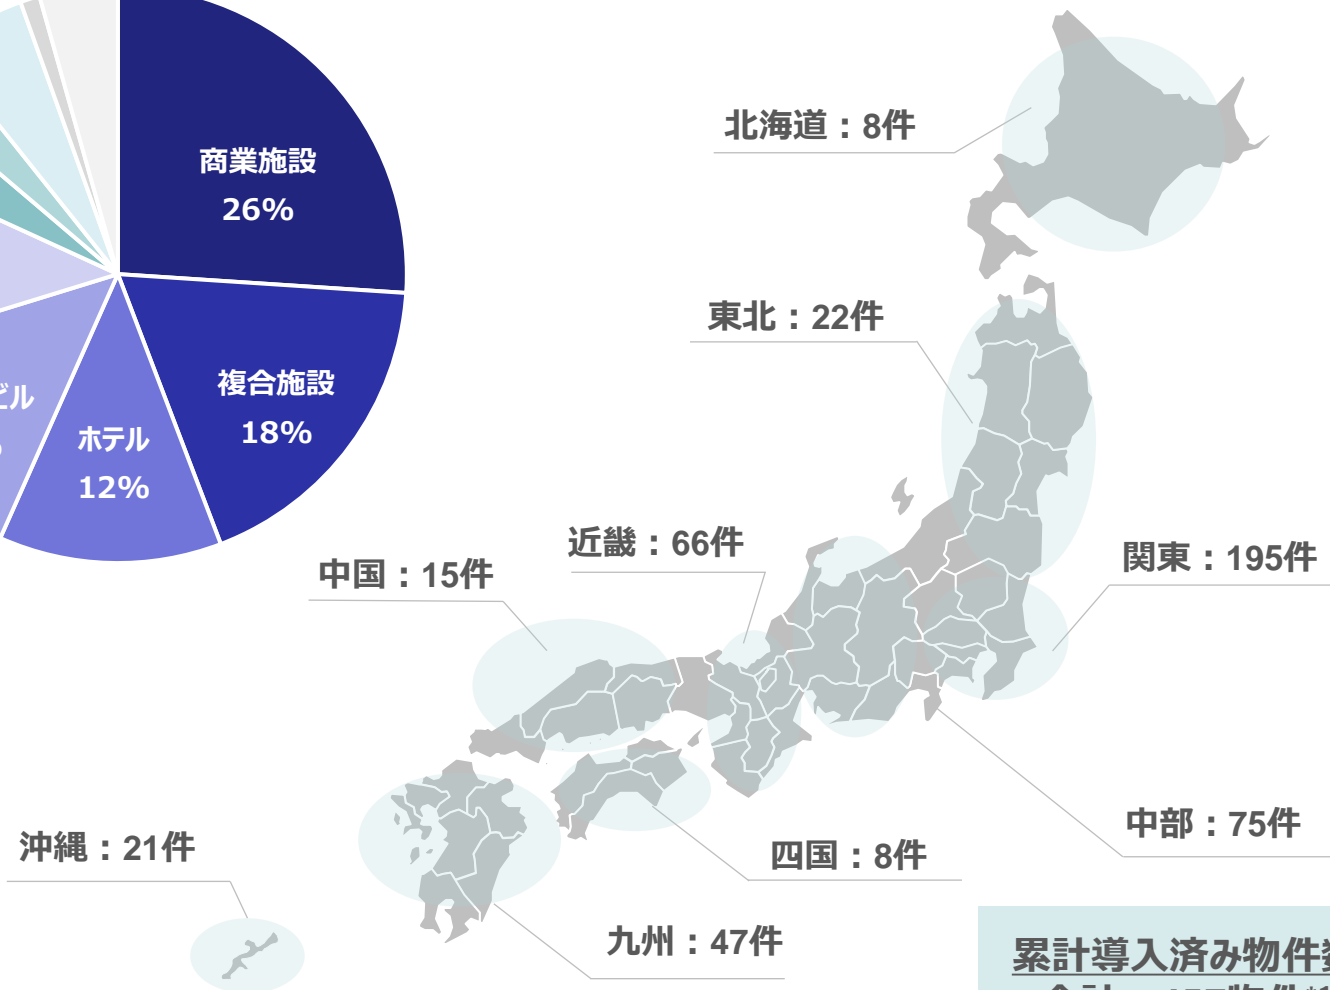 商業施設
26%
複合施設
18%
ホテル
12%
ビル
北海道：8件
東北：22件
近畿：66件
中国：15件
関東：195件
中部：75件
四国：8件
沖縄：21件
九州：47件
累計導入済み物件数